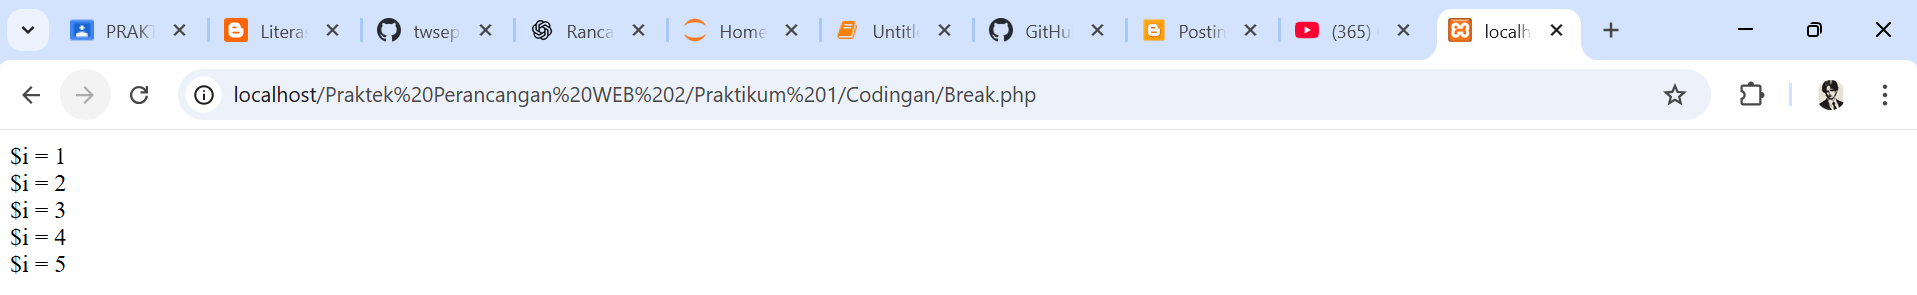 PRAKT Litera twsep Ranca Home Untitl GitHu Postin (365) localh
localhost/Praktek%20Perancangan%20WEB%202/Praktikum%201/Codingan/Break.php
$i = 1
$i = 2
$i = 3
$i = 4
$i = 5